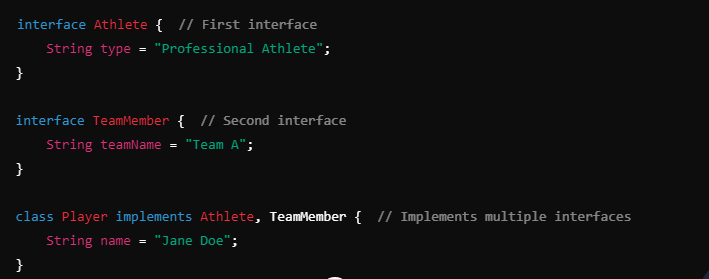 interface Athlete {  // First interface
    String type = "Professional Athlete";
}
interface TeamMember {  // Second interface
    String teamName = "Team A";
}
class Player implements Athlete, TeamMember {  // Implements multiple interfaces
    String name = "Jane Doe";
}